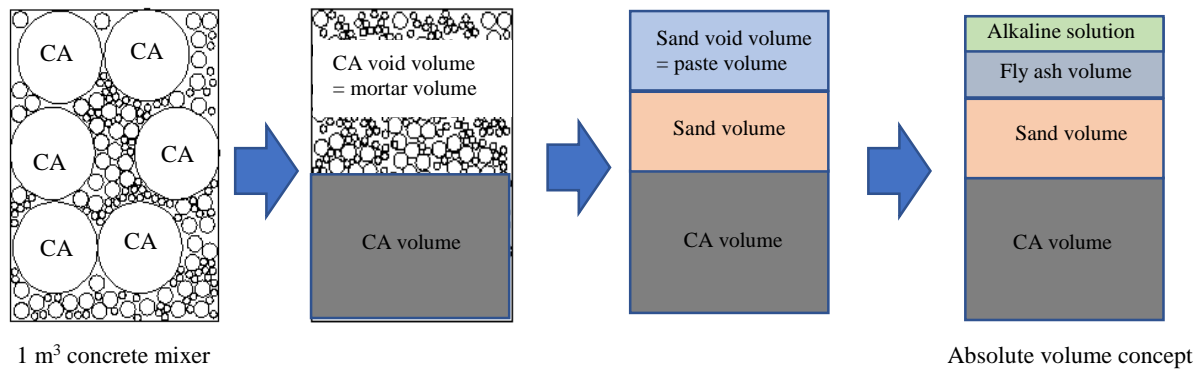 CA
CA
CA
CA
CA
CA
1 m³ concrete mixer
CA void volume
= mortar volume
CA volume
Sand void volume
= paste volume
Sand volume
CA volume
Alkaline solution
Fly ash volume
Sand volume
CA volume
Absolute volume concept